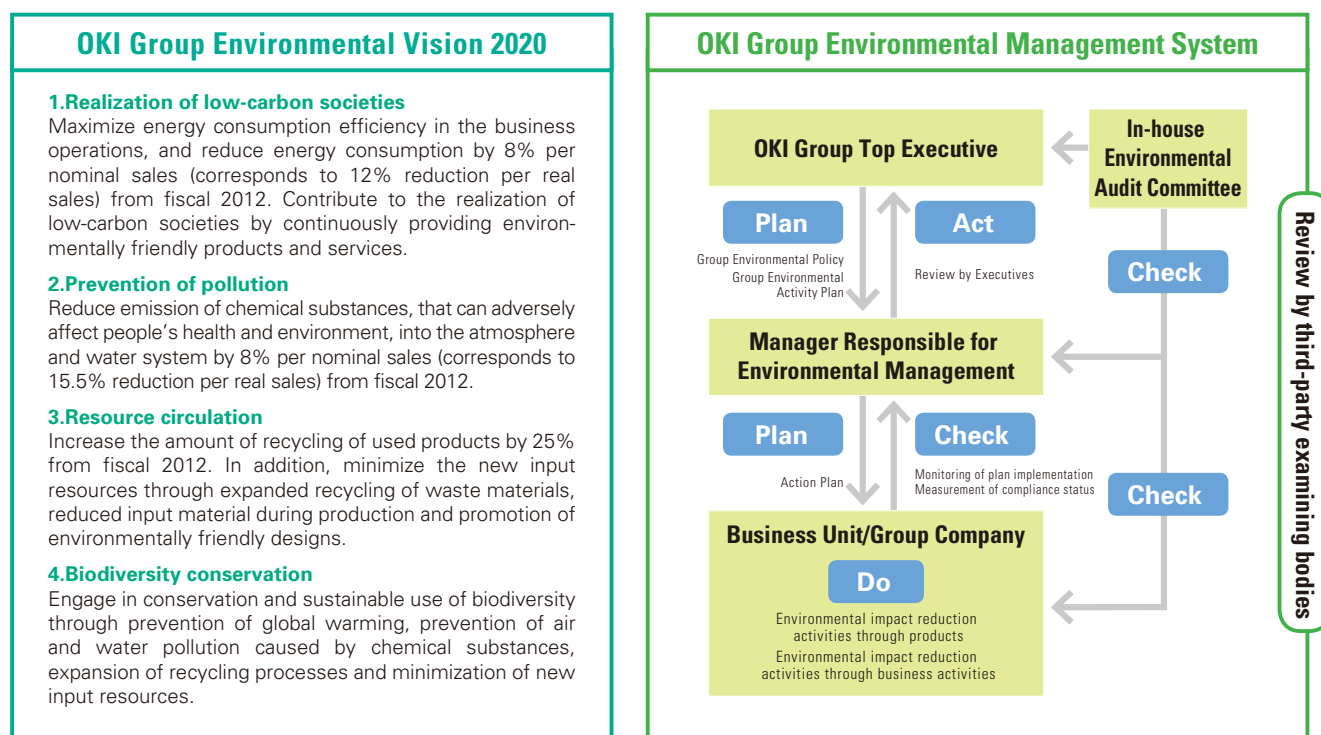 OKI Group Environmental Vision 2020
1.Realization of low-carbon societies
Maximize energy consumption efficiency in the business
operations, and reduce energy consumption by 8% per
nominal sales (corresponds to 12% reduction per real
sales) from fiscal 2012. Contribute to the realization of
low-carbon societies by continuously providing environ-
mentally friendly products and services.
2.Prevention of pollution
Reduce emission of chemical substances, that can adversely
affect people's health and environment, into the atmosphere
and water system by 8% per nominal sales (corresponds to
15.5% reduction per real sales) from fiscal 2012.
3.Resource circulation
Increase the amount of recycling of used products by 25%
from fiscal 2012. In addition, minimize the new input
resources through expanded recycling of waste materials,
reduced input material during production and promotion of
environmentally friendly designs.
4.Biodiversity conservation
Engage in conservation and sustainable use of biodiversity
through prevention of global warming, prevention of air
and water pollution caused by chemical substances,
expansion of recycling processes and minimization of new
input resources.
OKI Group Environmental Management System
OKI Group Top Executive
In-house
Environmental
Audit Committee
Plan
Group Environmental Policy
Group Environmental
Activity Plan
Act
Review by Executives
Check
Manager Responsible for
Environmental Management
Plan
Action Plan
Check
Monitoring of plan implementation
Measurement of compliance status
Check
Business Unit/Group Company
Do
Environmental impact reduction
activities through products
Environmental impact reduction
activities through business activities
Review by third-party examining bodies